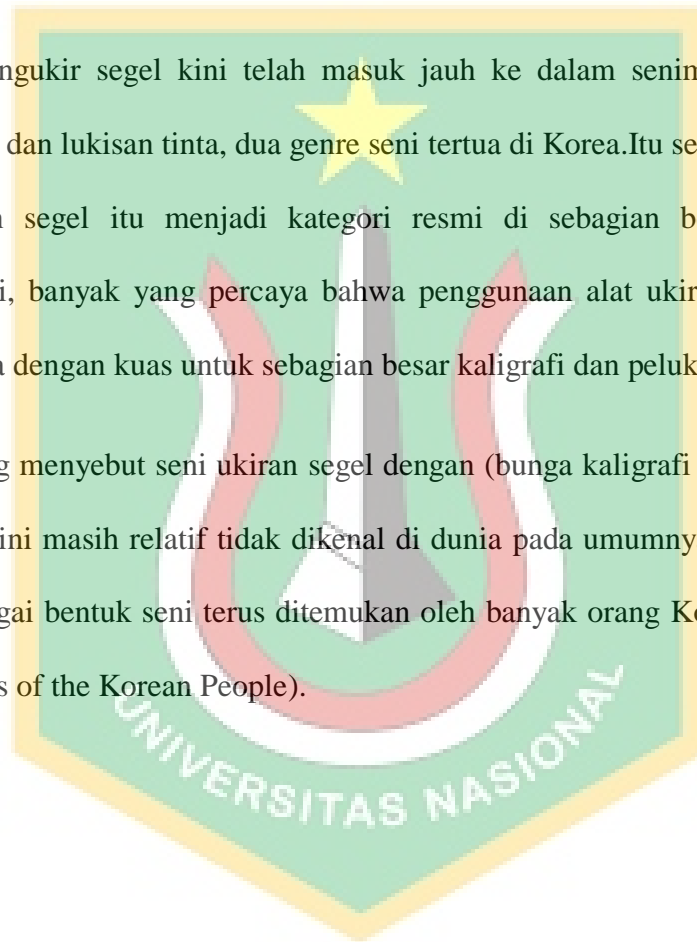 ngukir segel kini telah masuk jauh ke dalam senim
dan lukisan tinta, dua genre seni tertua di Korea.Itu se
segel itu menjadi kategori resmi di sebagian b
i, banyak yang percaya bahwa penggunaan alat ukir
a dengan kuas untuk sebagian besar kaligrafi dan peluk
g menyebut seni ukiran segel dengan (bunga kaligrafi
ini masih relatif tidak dikenal di dunia pada umumny
gai bentuk seni terus ditemukan oleh banyak orang Ko
s of the Korean People).
UNIVERSITAS NASIONAL